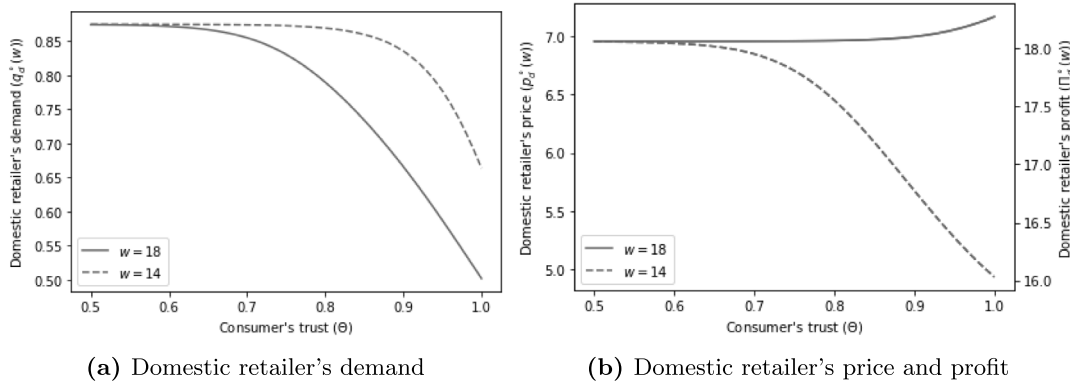 Domestic retailer's demand (q*d(w))
0.85
0.80
0.75
0.70
0.65
0.60
0.55
0.50
w = 18
w = 14
0.5 0.6 0.7 0.8 0.9 1.0
Consumer's trust (Θ)
(a) Domestic retailer's demand
Domestic retailer's price (p*d(w))
7.0
6.5
6.0
5.5
5.0
w = 18
w = 14
0.5 0.6 0.7 0.8 0.9 1.0
Consumer's trust (Θ)
18.0
17.5
17.0
16.5
16.0
Domestic retailer's profit (Π*d(w))
(b) Domestic retailer's price and profit